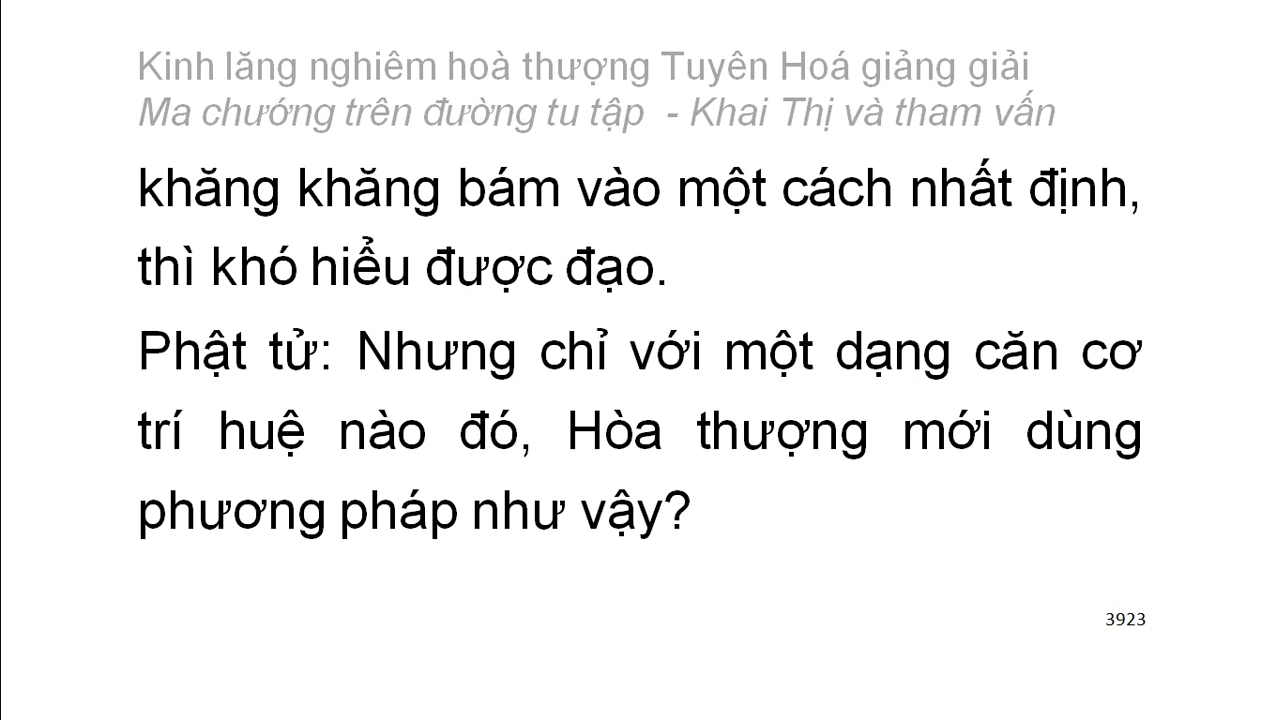 Kinh lăng nghiêm hoà thượng Tuyên Hoá giảng giải
Ma chướng trên đường tu tập  - Khai Thị và tham vấn
khăng khăng bám vào một cách nhất định,
thì khó hiểu được đạo.
Phật tử: Nhưng chỉ với một dạng căn cơ
trí huệ nào đó, Hòa thượng mới dùng
phương pháp như vậy?
3923